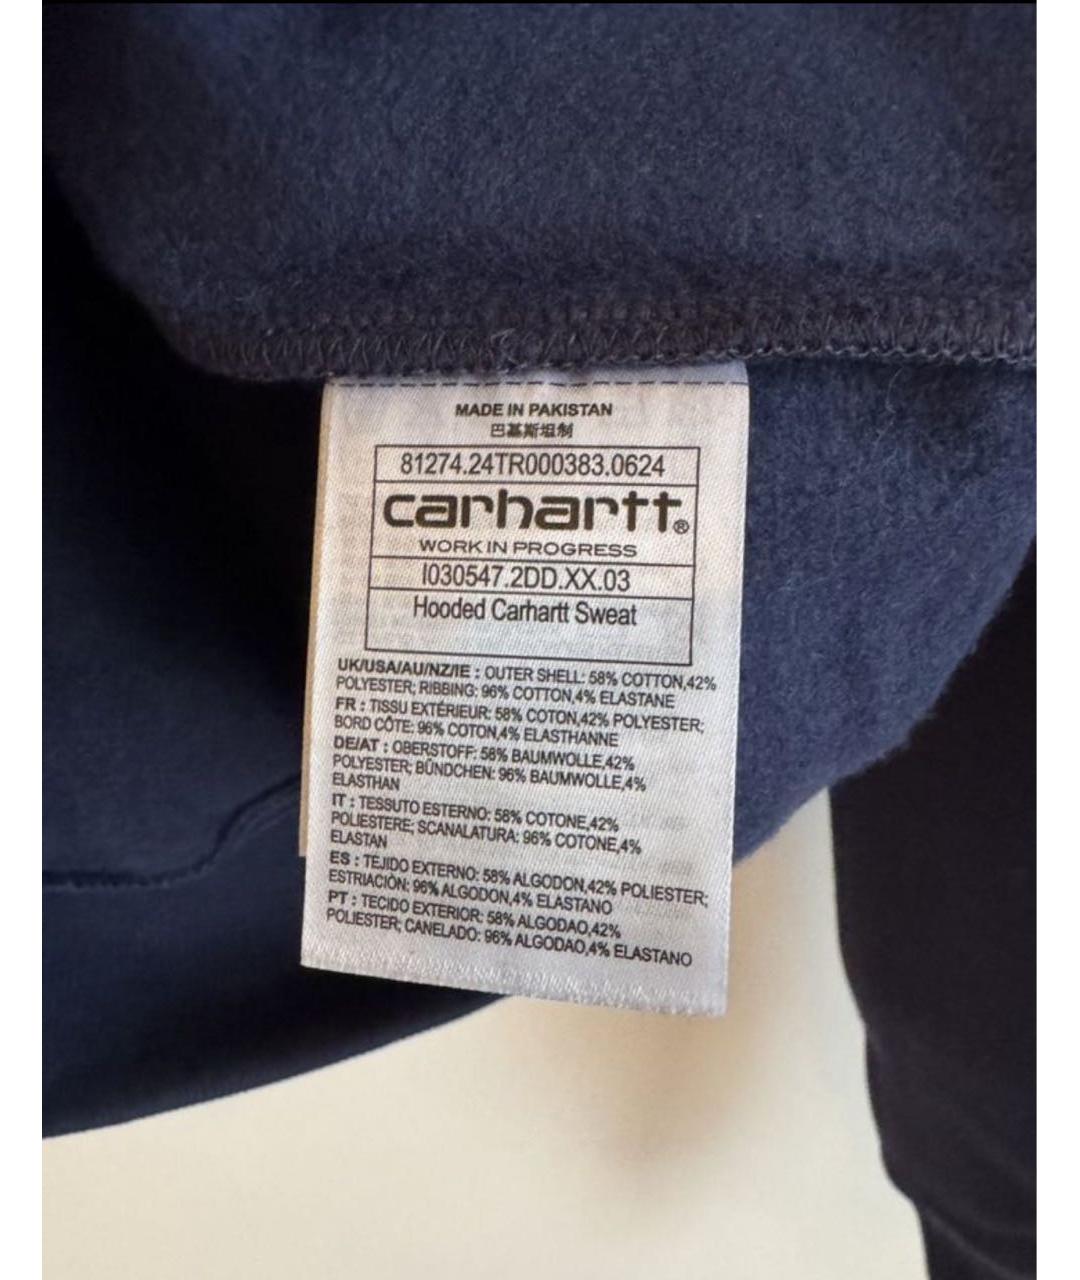 MADE IN PAKISTAN
巴基斯坦制
81274.24TR000383.0624
carhartt®
WORK IN PROGRESS
I030547.2DD.XX.03
Hooded Carhartt Sweat
UK/USA/AU/NZ/IE : OUTER SHELL: 58% COTTON,42%
POLYESTER; RIBBING: 96% COTTON,4% ELASTANE
FR : TISSU EXTÉRIEUR: 58% COTON,42% POLYESTER;
BORD CÔTE: 96% COTON,4% ELASTHANNE
DE/AT : OBERSTOFF: 58% BAUMWOLLE,42%
POLYESTER; BÜNDCHEN: 96% BAUMWOLLE,4%
ELASTHAN
IT : TESSUTO ESTERNO: 58% COTONE,42%
POLIESTERE; SCANALATURA: 96% COTONE,4%
ELASTAN
ES : TEJIDO EXTERNO: 58% ALGODON,42% POLIESTER;
ESTRIACIÓN: 96% ALGODON,4% ELASTANO
PT : TECIDO EXTERIOR: 58% ALGODAO,42%
POLIESTER; CANELADO: 96% ALGODAO,4% ELASTANO